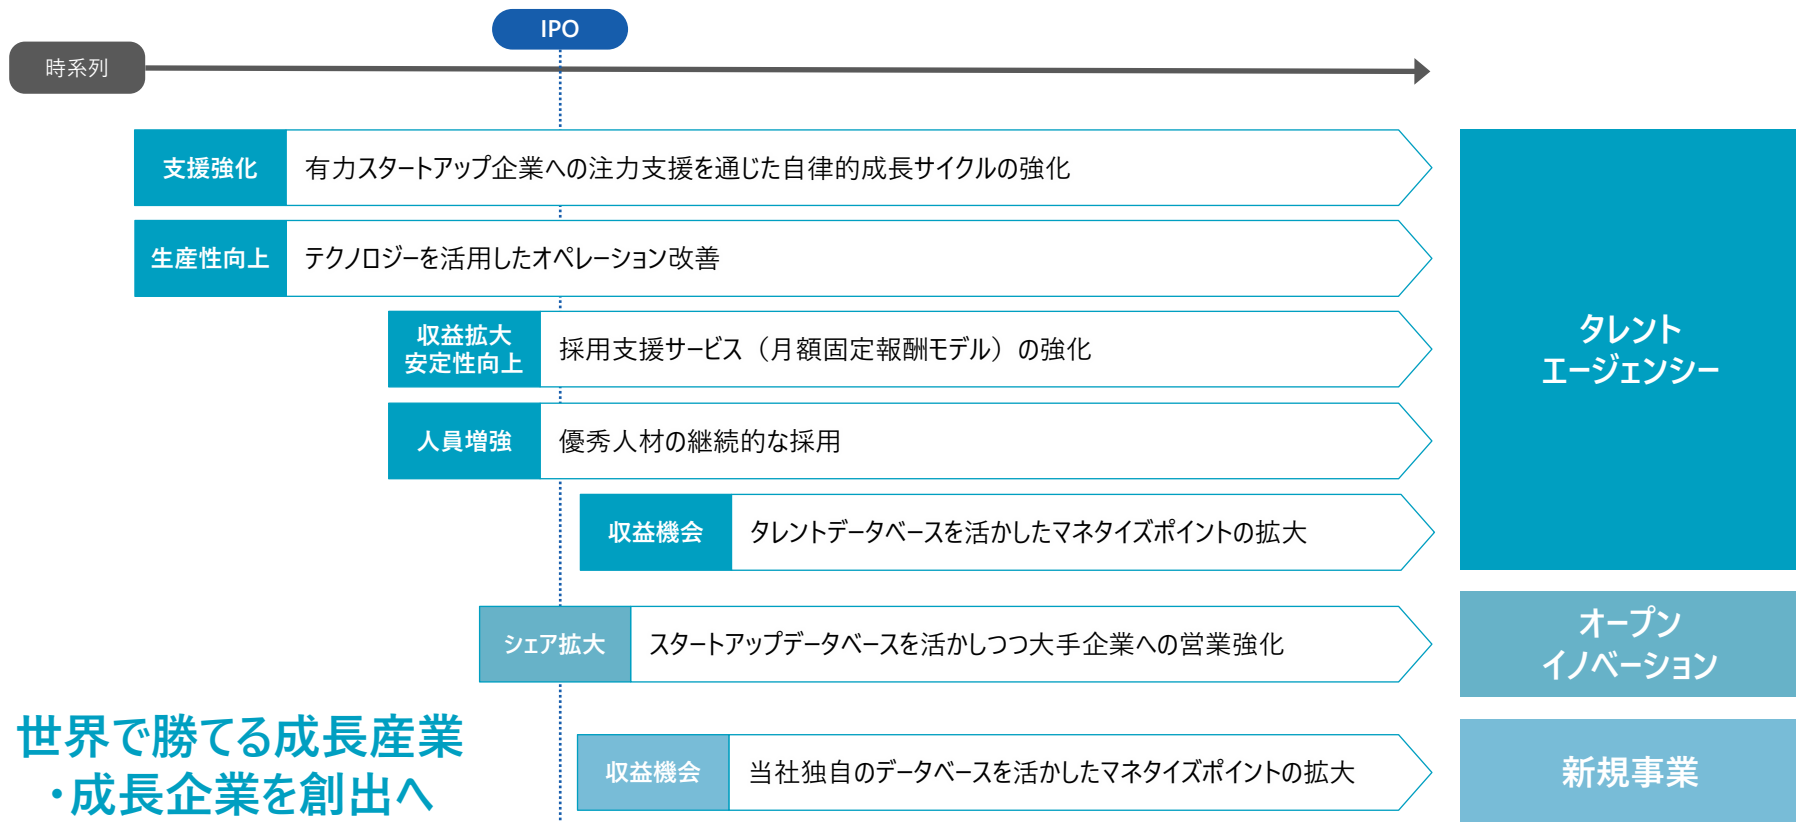 IPO
時系列
支援強化
有力スタートアップ企業への注力支援を通じた自律的成長サイクルの強化
生産性向上
テクノロジーを活用したオペレーション改善
収益拡大
安定性向上
採用支援サービス（月額固定報酬モデル）の強化
人員増強
優秀人材の継続的な採用
収益機会
タレントデータベースを活かしたマネタイズポイントの拡大
タレント
エージェンシー
シェア拡大
スタートアップデータベースを活かしつつ大手企業への営業強化
オープン
イノベーション
収益機会
当社独自のデータベースを活かしたマネタイズポイントの拡大
新規事業
世界で勝てる成長産業
・成長企業を創出へ